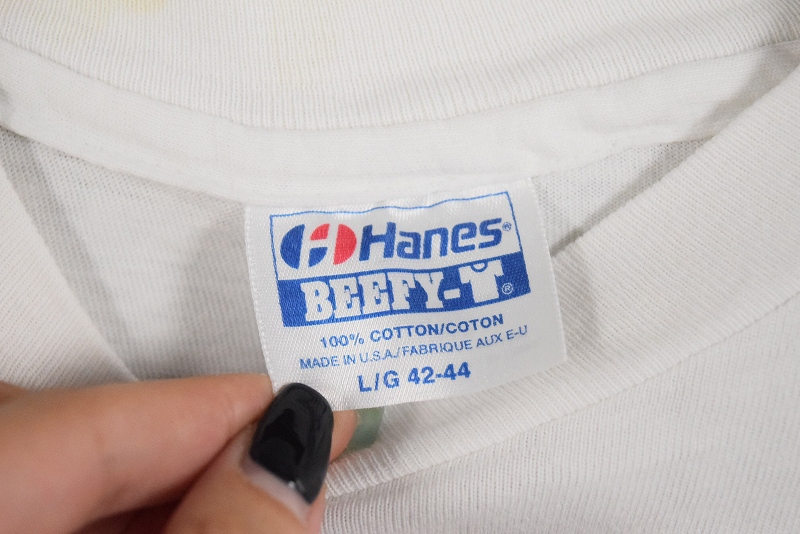 Hanes®
BEEFY-T®
100% COTTON/COTON
MADE IN U.S.A./FABRIQUE AUX E-U
L/G 42-44